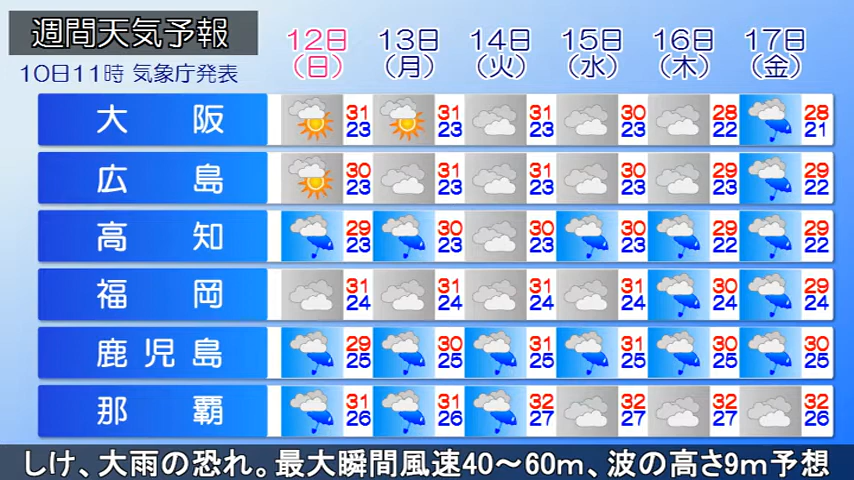 週間天気予報
10日11時 気象庁発表
12日 13日 14日 15日 16日 17日
(日) (月) (火) (水) (木) (金)
大阪 31 23 31 23 31 23 30 23 28 22 28 21
広島 30 23 31 23 31 23 30 23 29 23 29 22
高知 29 23 30 23 30 23 30 23 29 22 29 22
福岡 31 24 31 24 31 24 31 24 30 24 29 24
鹿児島 29 25 30 25 31 25 31 25 30 25 30 25
那覇 31 26 31 26 32 27 32 27 32 27 32 26
しけ、大雨の恐れ。最大瞬間風速40～60m、波の高さ9m予想